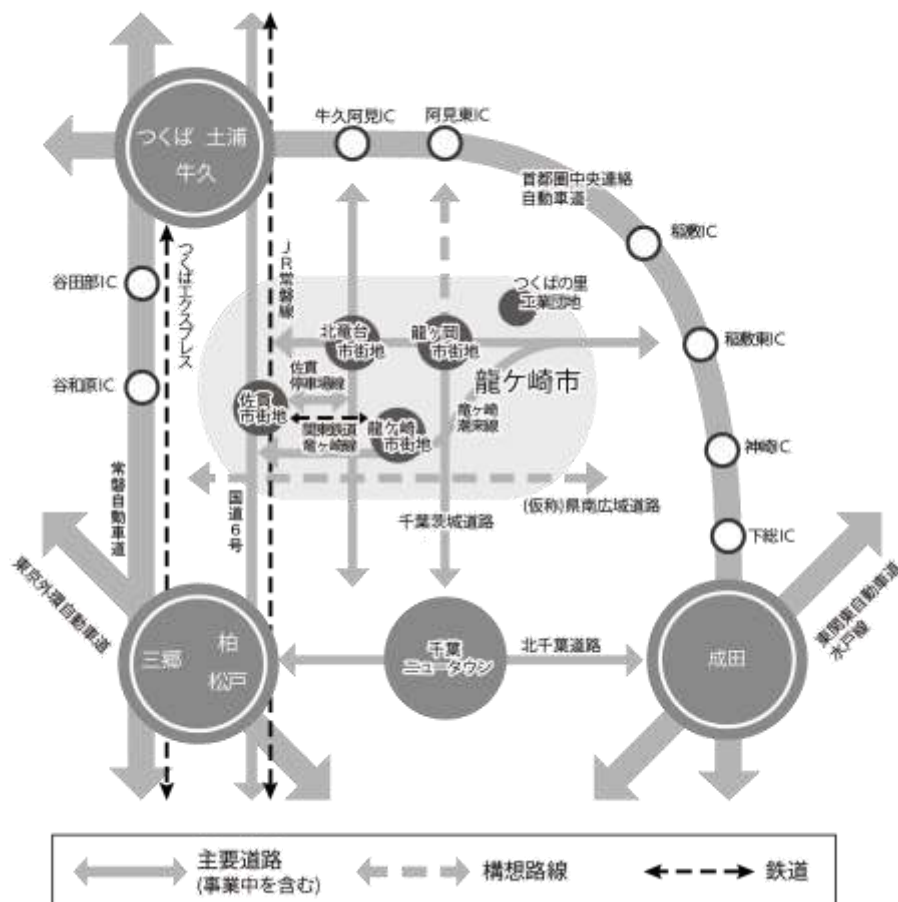 牛久阿見IC
阿見東IC
つくば 土浦
牛久
首都圏中央連絡
自動車道
稲敷IC
JR常磐線
つくばエクスプレス
谷田部IC
つくばの里
工業団地
北竜台
市街地
龍ケ岡
市街地
稲敷東IC
佐貫
停車場線
龍ケ崎市
谷和原IC
佐貫
市街地
関東鉄道
竜ヶ崎線
龍ケ崎
市街地
竜ヶ崎
潮来線
神崎IC
常磐自動車道
国道6号
(仮称)県南広域道路
千葉茨城道路
下総IC
東京外環自動車道
東関東自動車道
水戸線
三郷
柏
松戸
千葉
ニュータウン
北千葉道路
成田
主要道路
(事業中を含む)
構想路線
鉄道